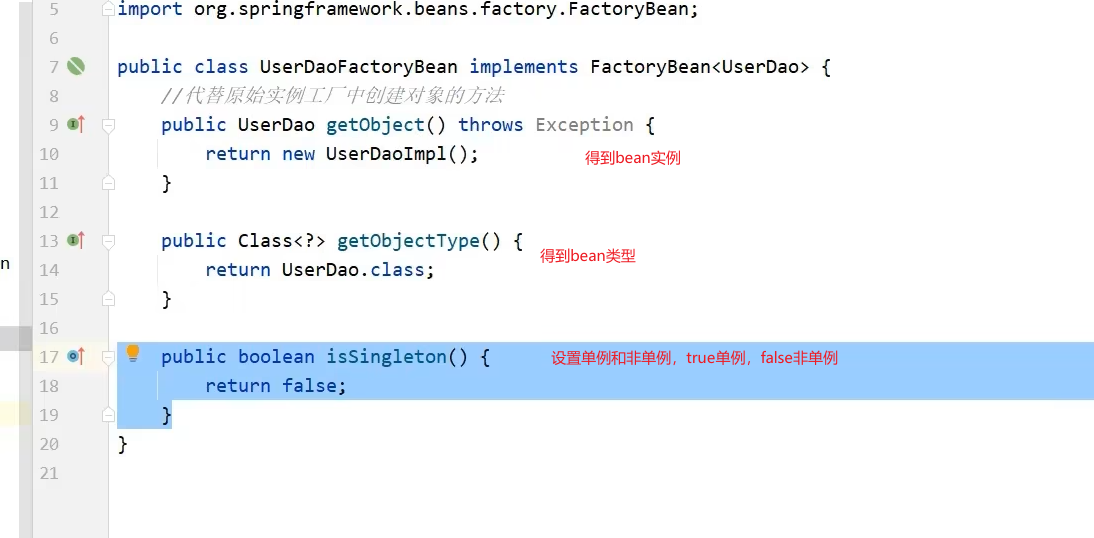 5 import org.springframework.beans.factory.FactoryBean;
6
7 public class UserDaoFactoryBean implements FactoryBean<UserDao> {
8 //代替原始实例工厂中创建对象的方法
9 public UserDao getObject() throws Exception {
10 return new UserDaoImpl(); 得到bean实例
11 }
12
13 public Class<?> getObjectType() { 得到bean类型
n
14 return UserDao.class;
15 }
16
17 public boolean isSingleton() { 设置单例和非单例，true单例，false非单例
18 return false;
19 }
20 }
21